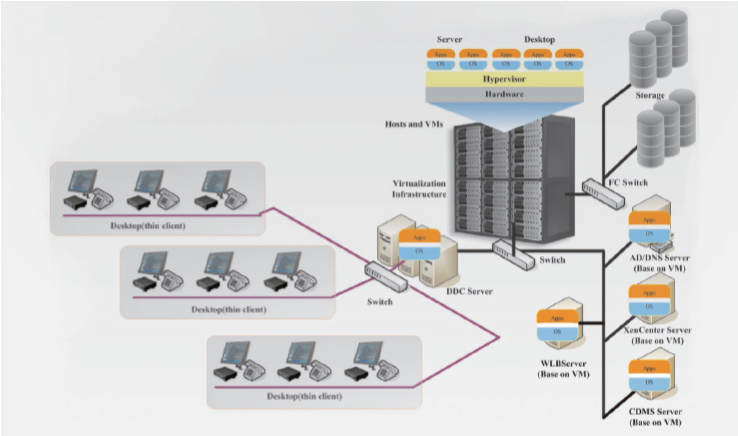 Server Desktop
Apps Apps Apps Apps Apps
OS OS OS OS OS
Hypervisor
Hardware
Storage
Hosts and VMs
Virtualization
Infrastructure
FC Switch
Desktop(thin client)
Apps
OS
Switch
DDC Server
Switch
Apps
OS
AD/DNS Server
(Base on VM)
Desktop(thin client)
Apps
OS
XenCenter Server
(Base on VM)
Apps
OS
WLBServer
(Base on VM)
Desktop(thin client)
Apps
OS
CDMS Server
(Base on VM)